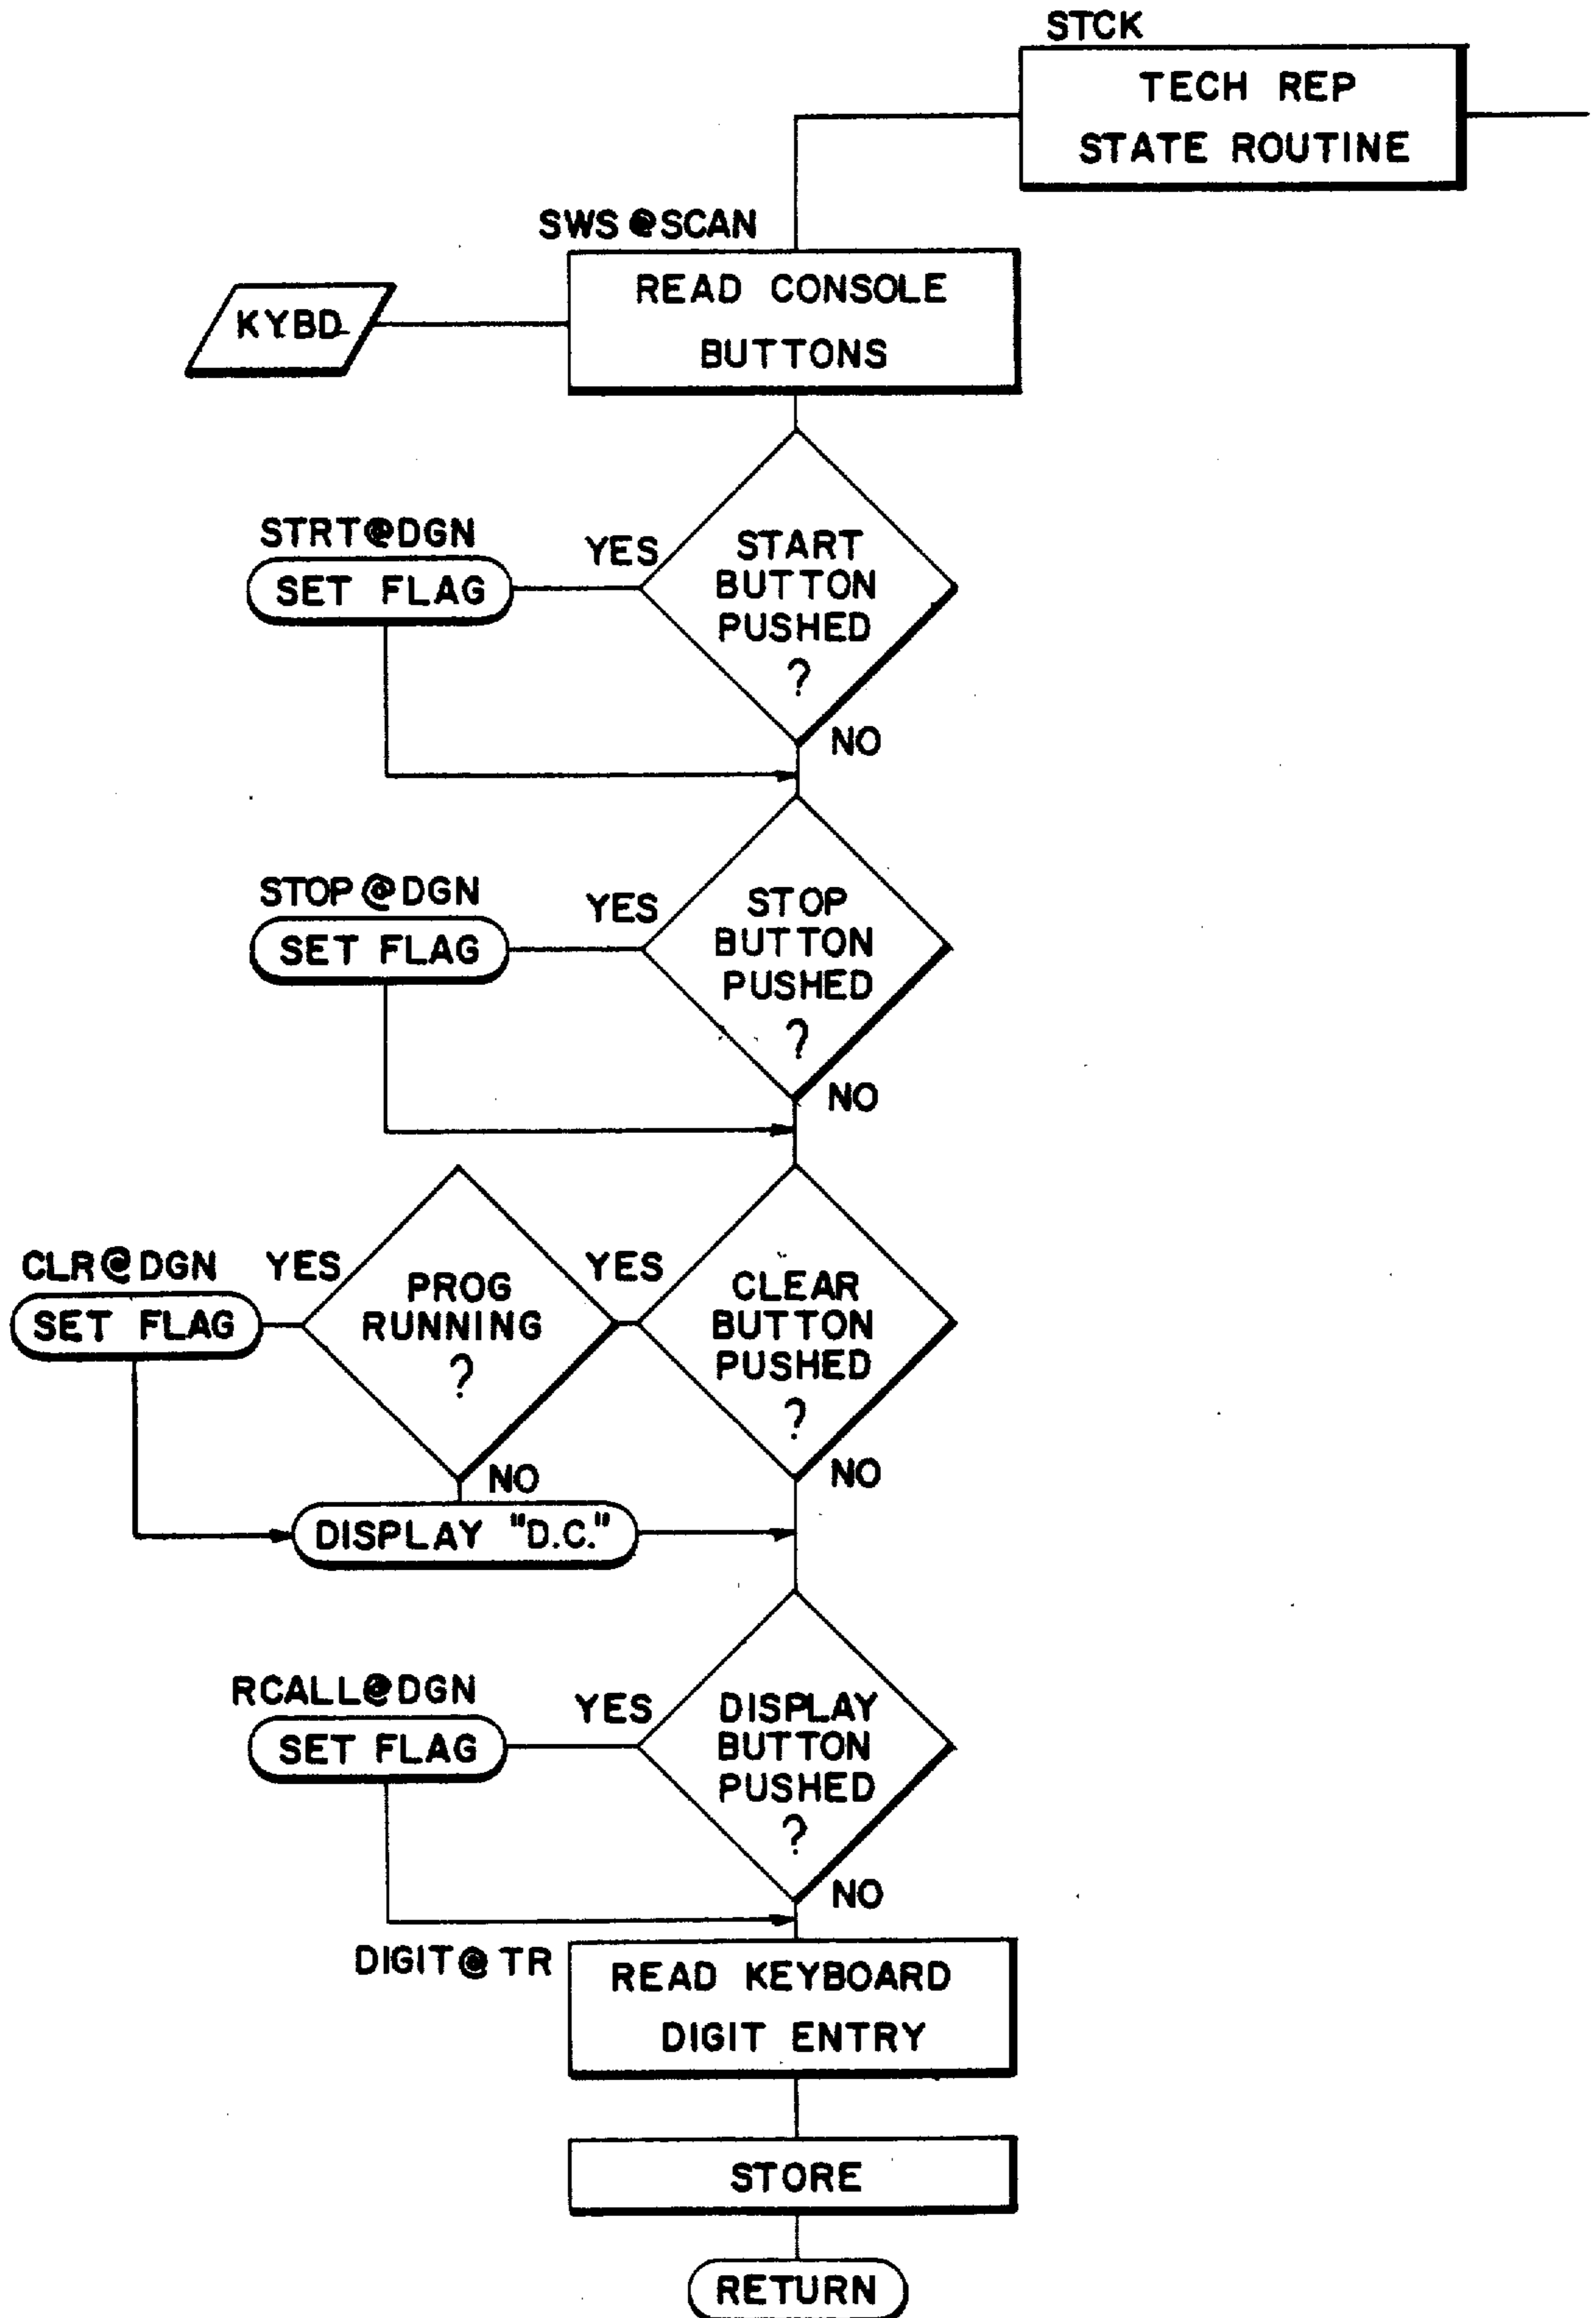 STCK
TECH REP
STATE ROUTINE
SWS@SCAN
READ CONSOLE
BUTTONS
KYBD
STRT@DGN
SET FLAG
YES
START
BUTTON
PUSHED
?
NO
STOP@DGN
SET FLAG
YES
STOP
BUTTON
PUSHED
?
NO
CLR@DGN
SET FLAG
YES
PROG
RUNNING
?
YES
CLEAR
BUTTON
PUSHED
?
NO
NO
DISPLAY "D.C."
RCALL@DGN
SET FLAG
YES
DISPLAY
BUTTON
PUSHED
?
NO
DIGIT@TR
READ KEYBOARD
DIGIT ENTRY
STORE
RETURN